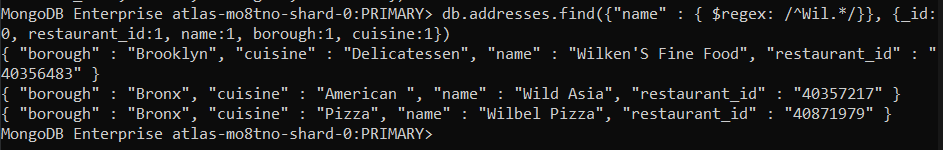 MongoDB Enterprise atlas-mo8tno-shard-0:PRIMARY> db.addresses.find({"name" : { $regex: /^Wil.*/}}, {_id:
0, restaurant_id:1, name:1, borough:1, cuisine:1})
{ "borough" : "Brooklyn", "cuisine" : "Delicatessen", "name" : "Wilken'S Fine Food", "restaurant_id" : "
40356483" }
{ "borough" : "Bronx", "cuisine" : "American ", "name" : "Wild Asia", "restaurant_id" : "40357217" }
{ "borough" : "Bronx", "cuisine" : "Pizza", "name" : "Wilbel Pizza", "restaurant_id" : "40871979" }
MongoDB Enterprise atlas-mo8tno-shard-0:PRIMARY>